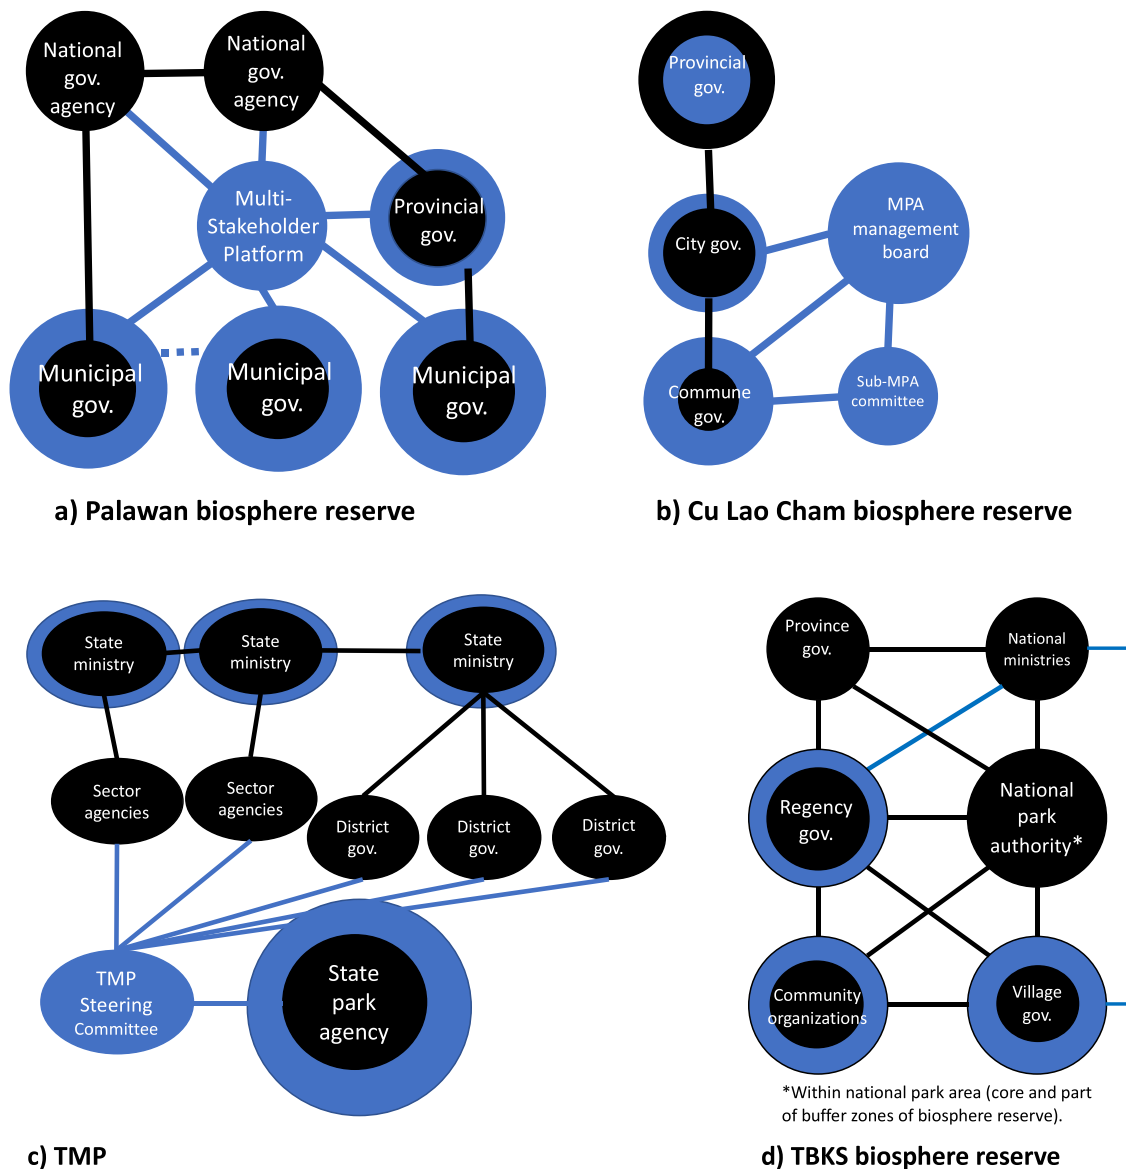 National
gov.
agency
National
gov.
agency
Multi-
Stakeholder
Platform
Provincial
gov.
Municipal
gov.
Municipal
gov.
Municipal
gov.
a) Palawan biosphere reserve
Provincial
gov.
City gov.
MPA
management
board
Commune
gov.
Sub-MPA
committee
b) Cu Lao Cham biosphere reserve
State
ministry
State
ministry
State
ministry
Sector
agencies
Sector
agencies
District
gov.
District
gov.
District
gov.
TMP
Steering
Committee
State
park
agency
c) TMP
Province
gov.
National
ministries
Regency
gov.
National
park
authority*
Community
organizations
Village
gov.
*Within national park area (core and part
of buffer zones of biosphere reserve).
d) TBKS biosphere reserve